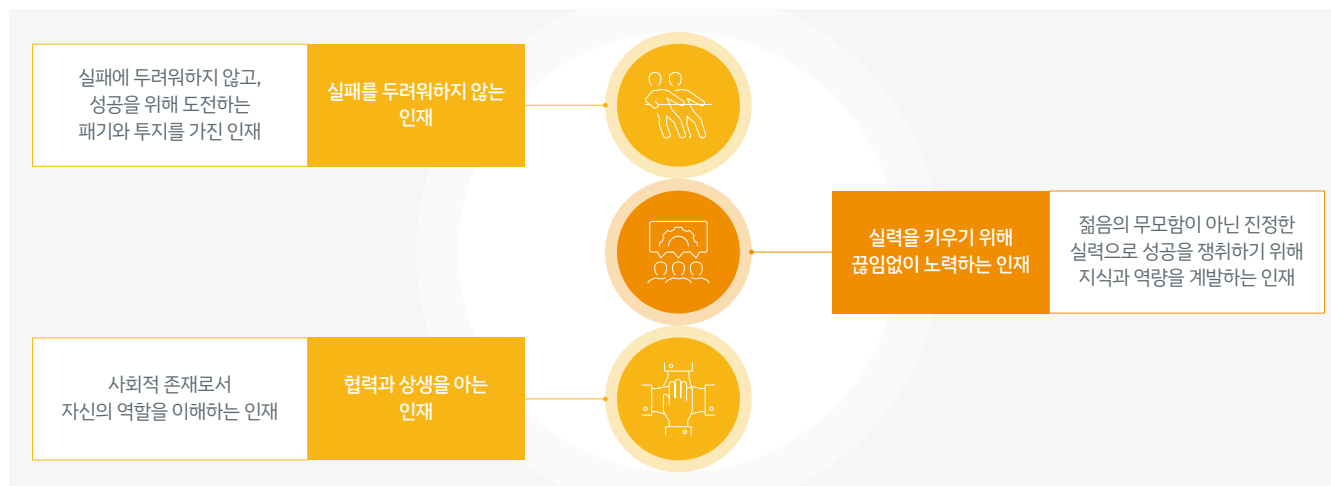 실패에 두려워하지 않고,
성공을 위해 도전하는
패기와 투지를 가진 인재
실패를 두려워하지 않는
인재
실력을 키우기 위해
끊임없이 노력하는 인재
젊음의 무모함이 아닌 진정한
실력으로 성공을 쟁취하기 위해
지식과 역량을 계발하는 인재
사회적 존재로서
자신의 역할을 이해하는 인재
협력과 상생을 아는
인재